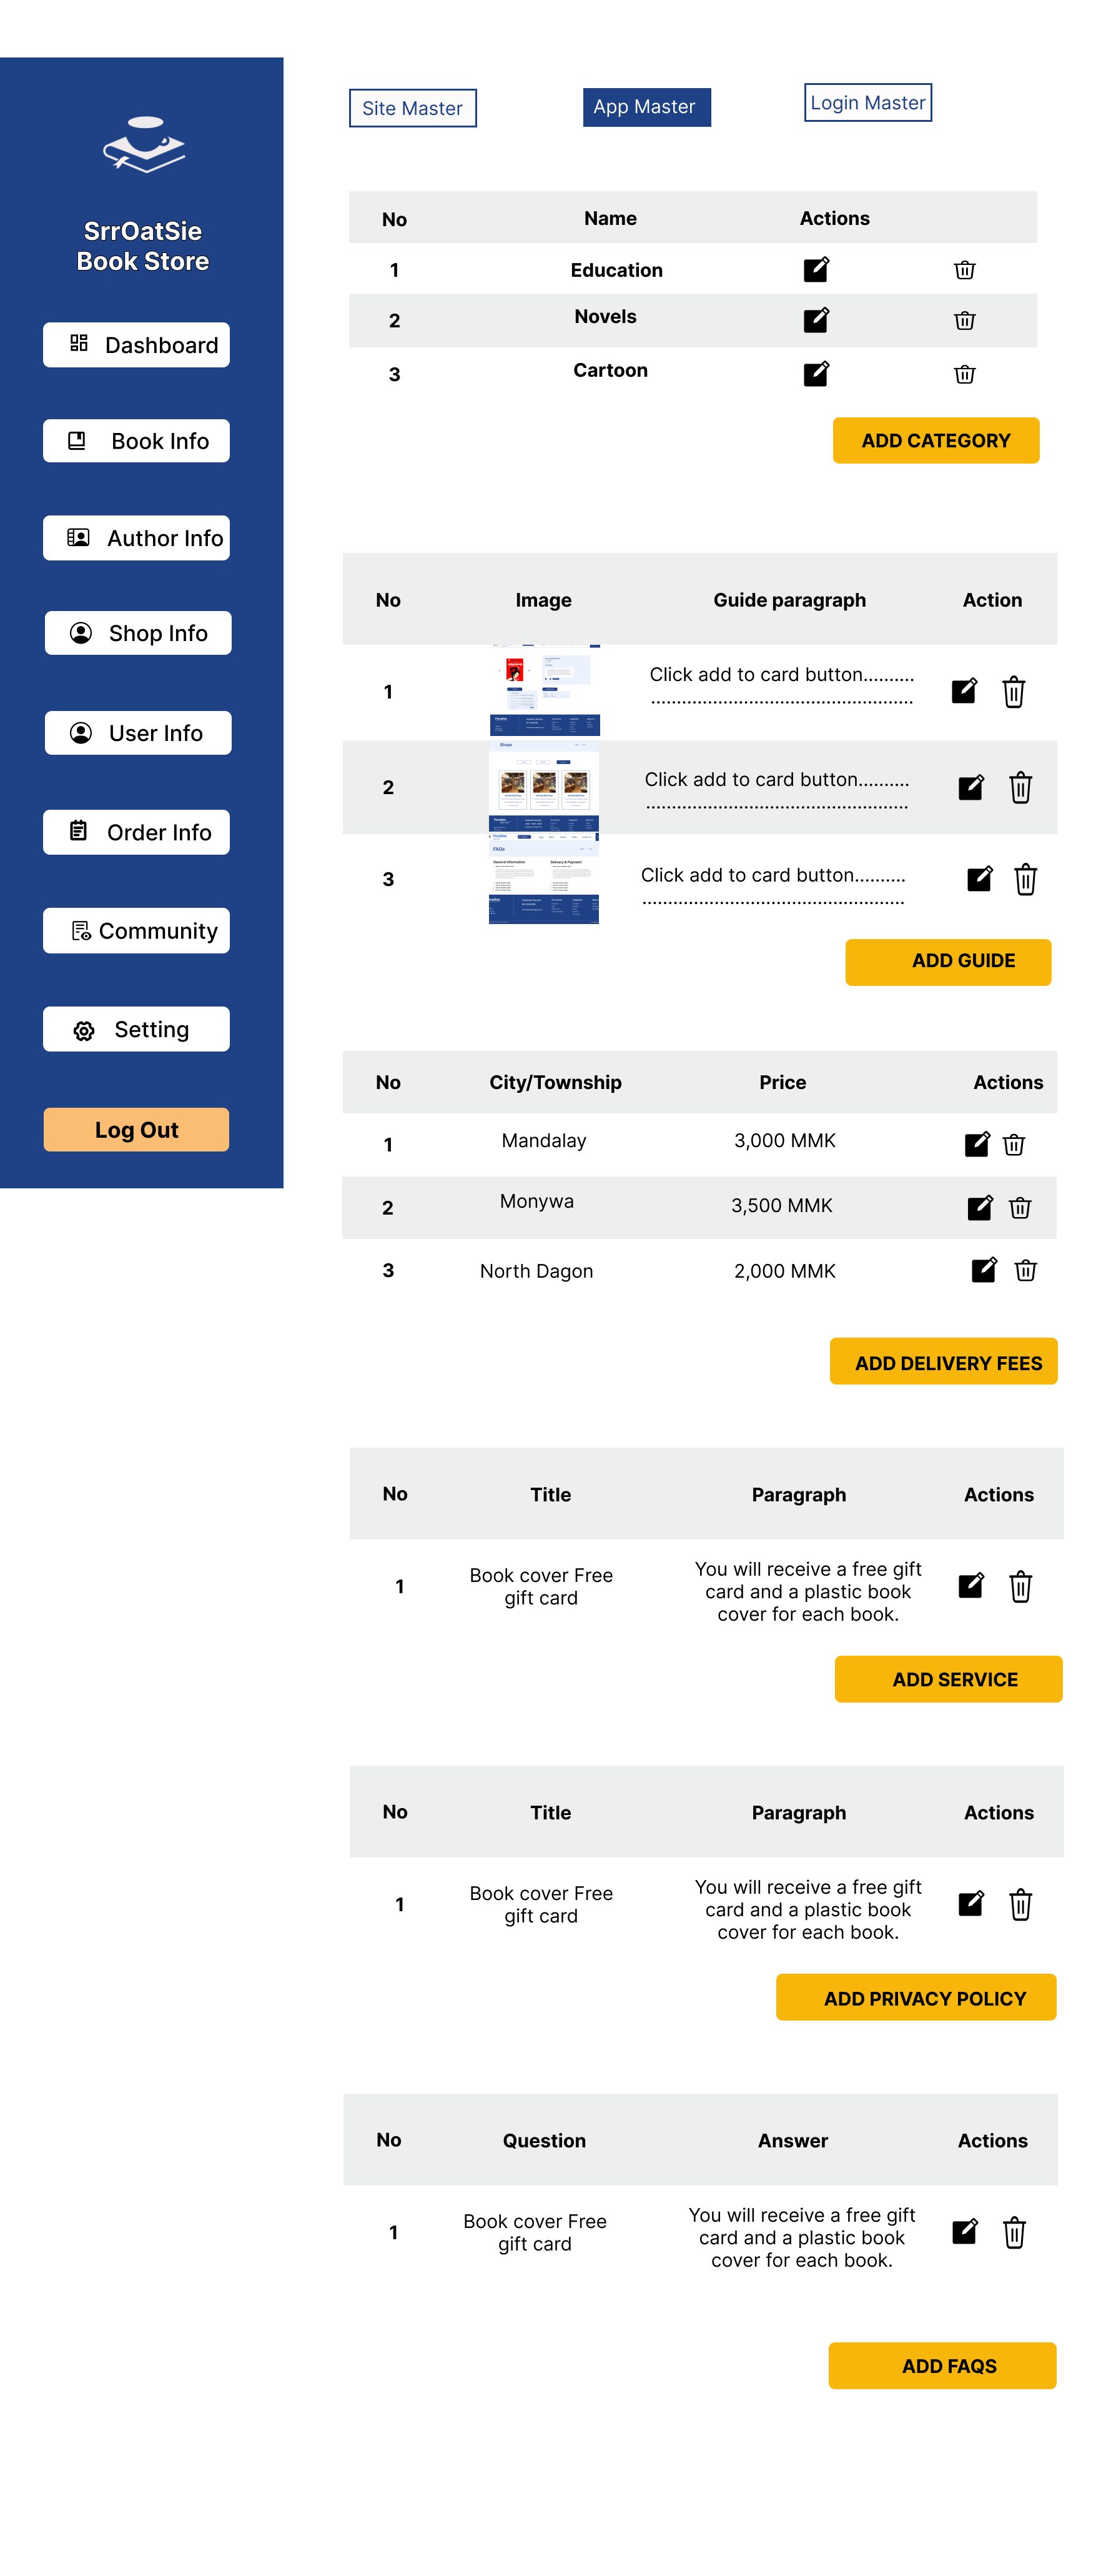 SrrOatSie
Book Store
Dashboard
Book Info
Author Info
Shop Info
User Info
Order Info
Community
Setting
Log Out
Site Master
App Master
Login Master
No Name Actions
1 Education
2 Novels
3 Cartoon
ADD CATEGORY
No Image Guide paragraph Action
1 Click add to card button..........
..................................................
Shops
2 Click add to card button..........
..................................................
FAQs
General Information Delivery & Payment
3 Click add to card button..........
..................................................
ADD GUIDE
No City/Township Price Actions
1 Mandalay 3,000 MMK
2 Monywa 3,500 MMK
3 North Dagon 2,000 MMK
ADD DELIVERY FEES
No Title Paragraph Actions
1 Book cover Free
gift card
You will receive a free gift
card and a plastic book
cover for each book.
ADD SERVICE
No Title Paragraph Actions
1 Book cover Free
gift card
You will receive a free gift
card and a plastic book
cover for each book.
ADD PRIVACY POLICY
No Question Answer Actions
1 Book cover Free
gift card
You will receive a free gift
card and a plastic book
cover for each book.
ADD FAQS